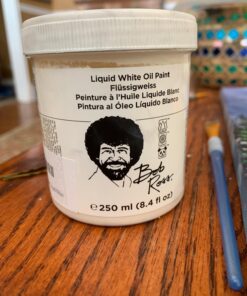 Liquid White Oil Paint
Flüssigweiss
Peinture à l'Huile Liquide Blanc
Pintura al Óleo Líquido Blanco
Bob
Ross.
℮ 250 ml (8.4 fl oz)